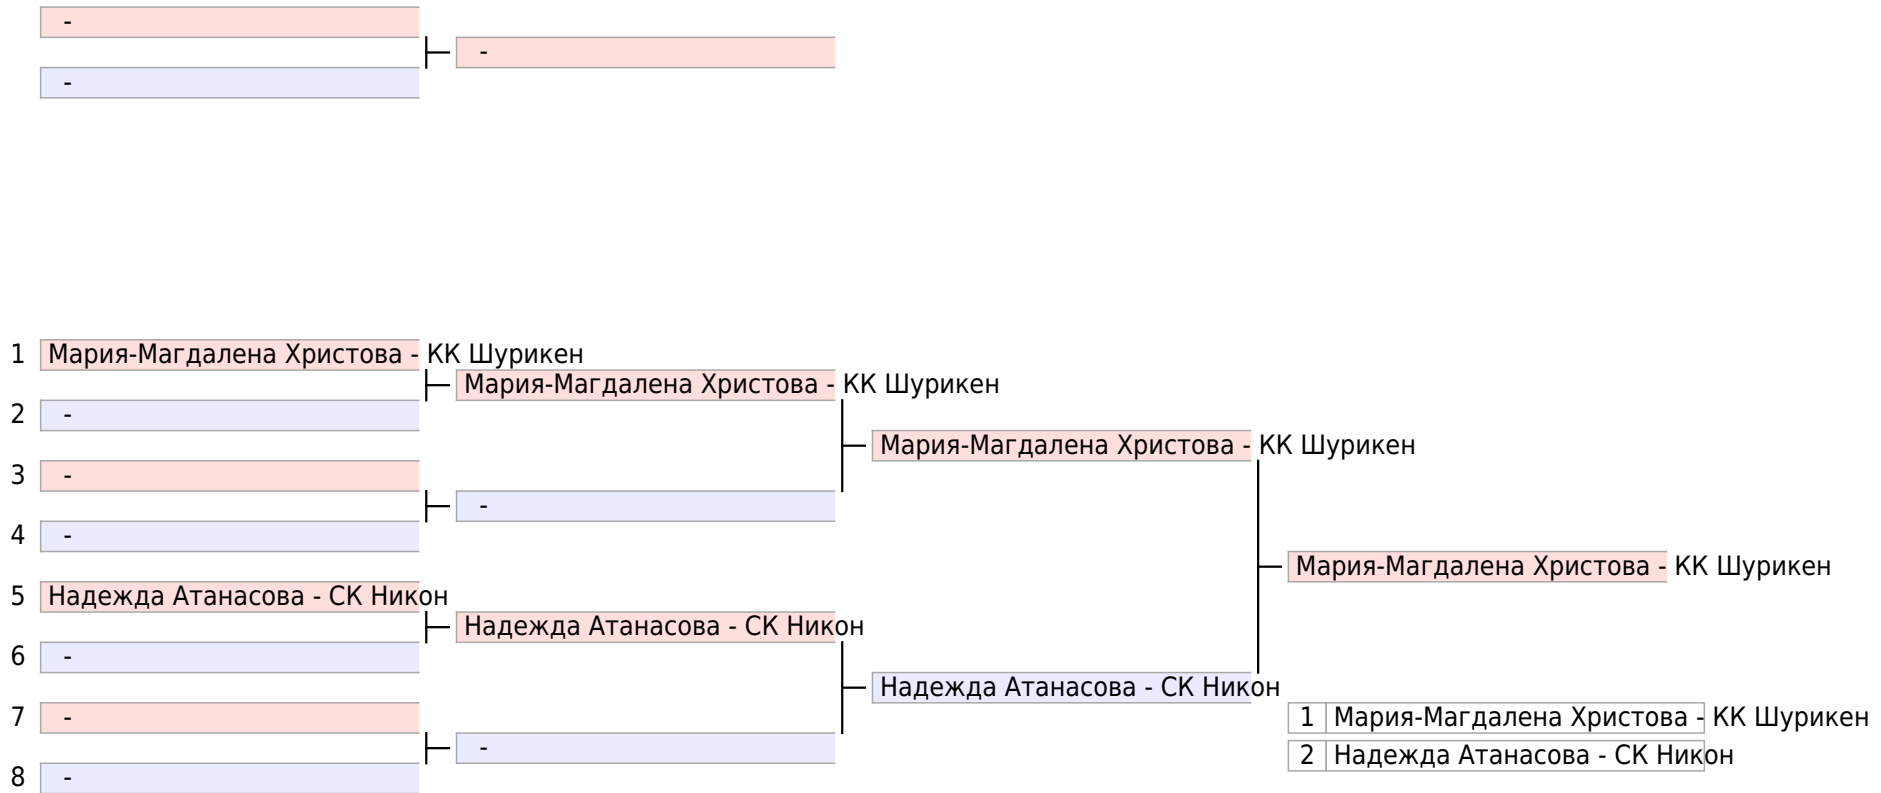 -
-
-
1 Мария-Магдалена Христова - КК Шурикен
Мария-Магдалена Христова - КК Шурикен
2 -
Мария-Магдалена Христова - КК Шурикен
3 -
-
4 -
Мария-Магдалена Христова - КК Шурикен
5 Надежда Атанасова - СК Никон
Надежда Атанасова - СК Никон
6 -
Надежда Атанасова - СК Никон
7 -
1 Мария-Магдалена Христова - КК Шурикен
-
2 Надежда Атанасова - СК Никон
8 -